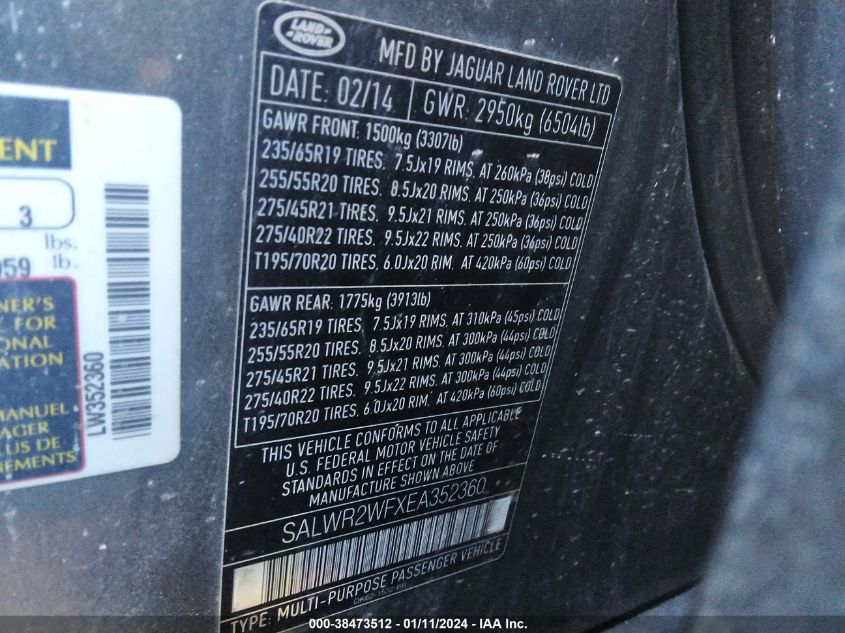 LAND
ROVER
MFD BY JAGUAR LAND ROVER LTD
DATE: 02/14
GWR: 2950kg (6504lb)
GAWR FRONT: 1500kg (3307lb)
235/65R19 TIRES. 7.5Jx19 RIMS. AT 260kPa (38psi) COLD
255/55R20 TIRES. 8.5Jx20 RIMS. AT 250kPa (36psi) COLD
275/45R21 TIRES. 9.5Jx21 RIMS. AT 250kPa (36psi) COLD
275/40R22 TIRES. 9.5Jx22 RIMS. AT 250kPa (36psi) COLD
T195/70R20 TIRES. 6.0Jx20 RIM. AT 420kPa (60psi) COLD
GAWR REAR: 1775kg (3913lb)
235/65R19 TIRES. 7.5Jx19 RIMS. AT 310kPa (45psi) COLD
255/55R20 TIRES. 8.5Jx20 RIMS. AT 300kPa (44psi) COLD
275/45R21 TIRES. 9.5Jx21 RIMS. AT 300kPa (44psi) COLD
275/40R22 TIRES. 9.5Jx22 RIMS. AT 300kPa (44psi) COLD
T195/70R20 TIRES. 6.0Jx20 RIM. AT 420kPa (60psi) COLD
THIS VEHICLE CONFORMS TO ALL APPLICABLE
U.S. FEDERAL MOTOR VEHICLE SAFETY
STANDARDS IN EFFECT ON THE DATE OF
MANUFACTURE SHOWN ABOVE
SALWR2WFXEA352360
TYPE: MULTI-PURPOSE PASSENGER VEHICLE
ENT
3
lbs.
959 lb.
NER'S
FOR
ONAL
ATION
MANUEL
AGER
LUS DE
NEMENTS
LW352360
000-38473512 - 01/11/2024 - IAA Inc.